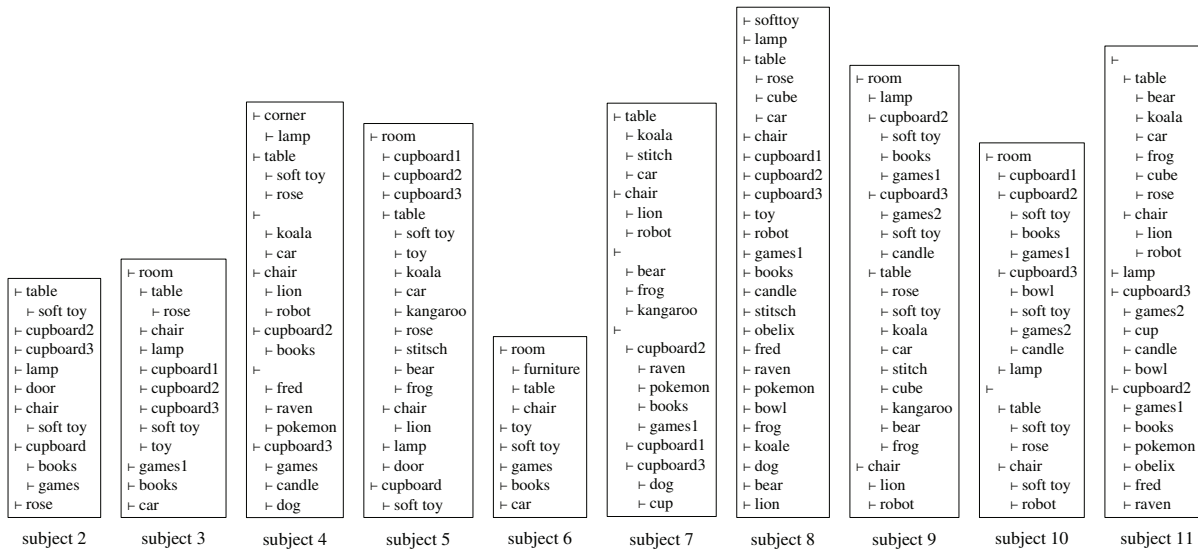 ⊢ table
⊢ soft toy
⊢ cupboard2
⊢ cupboard3
⊢ lamp
⊢ door
⊢ chair
⊢ soft toy
⊢ cupboard
⊢ books
⊢ games
⊢ rose
subject 2
⊢ room
⊢ table
⊢ rose
⊢ chair
⊢ lamp
⊢ cupboard1
⊢ cupboard2
⊢ cupboard3
⊢ soft toy
⊢ toy
⊢ games1
⊢ books
⊢ car
subject 3
⊢ corner
⊢ lamp
⊢ table
⊢ soft toy
⊢ rose
⊢
⊢ koala
⊢ car
⊢ chair
⊢ lion
⊢ robot
⊢ cupboard2
⊢ books
⊢
⊢ fred
⊢ raven
⊢ pokemon
⊢ cupboard3
⊢ games
⊢ candle
⊢ dog
subject 4
⊢ room
⊢ cupboard1
⊢ cupboard2
⊢ cupboard3
⊢ table
⊢ soft toy
⊢ toy
⊢ koala
⊢ car
⊢ kangaroo
⊢ rose
⊢ stitsch
⊢ bear
⊢ frog
⊢ chair
⊢ lion
⊢ lamp
⊢ door
⊢ cupboard
⊢ soft toy
subject 5
⊢ room
⊢ furniture
⊢ table
⊢ chair
⊢ toy
⊢ soft toy
⊢ games
⊢ books
⊢ car
subject 6
⊢ table
⊢ koala
⊢ stitch
⊢ car
⊢ chair
⊢ lion
⊢ robot
⊢
⊢ bear
⊢ frog
⊢ kangaroo
⊢
⊢ cupboard2
⊢ raven
⊢ pokemon
⊢ books
⊢ games1
⊢ cupboard1
⊢ cupboard3
⊢ dog
⊢ cup
subject 7
⊢ softtoy
⊢ lamp
⊢ table
⊢ rose
⊢ cube
⊢ car
⊢ chair
⊢ cupboard1
⊢ cupboard2
⊢ cupboard3
⊢ toy
⊢ robot
⊢ games1
⊢ books
⊢ candle
⊢ stitsch
⊢ obelix
⊢ fred
⊢ raven
⊢ pokemon
⊢ bowl
⊢ frog
⊢ koale
⊢ dog
⊢ bear
⊢ lion
subject 8
⊢ room
⊢ lamp
⊢ cupboard2
⊢ soft toy
⊢ books
⊢ games1
⊢ cupboard3
⊢ games2
⊢ soft toy
⊢ candle
⊢ table
⊢ rose
⊢ soft toy
⊢ koala
⊢ car
⊢ stitch
⊢ cube
⊢ kangaroo
⊢ bear
⊢ frog
⊢ chair
⊢ lion
⊢ robot
subject 9
⊢ room
⊢ cupboard1
⊢ cupboard2
⊢ soft toy
⊢ books
⊢ games1
⊢ cupboard3
⊢ bowl
⊢ soft toy
⊢ games2
⊢ candle
⊢ lamp
⊢
⊢ table
⊢ soft toy
⊢ rose
⊢ chair
⊢ soft toy
⊢ robot
subject 10
⊢
⊢ table
⊢ bear
⊢ koala
⊢ car
⊢ frog
⊢ cube
⊢ rose
⊢ chair
⊢ lion
⊢ robot
⊢ lamp
⊢ cupboard3
⊢ games2
⊢ cup
⊢ candle
⊢ bowl
⊢ cupboard2
⊢ games1
⊢ books
⊢ pokemon
⊢ obelix
⊢ fred
⊢ raven
subject 11